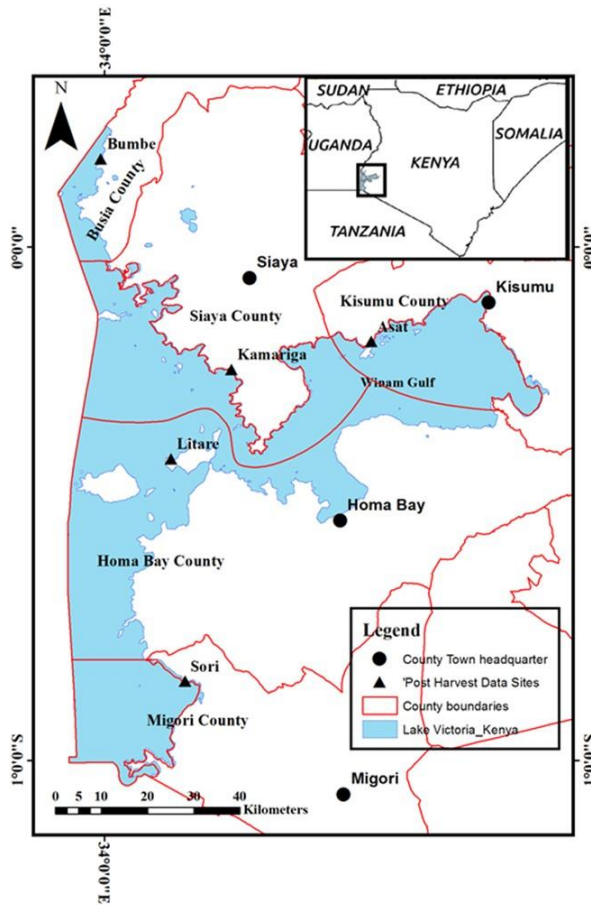 34°0'0"E
N
SUDAN
ETHIOPIA
UGANDA
SOMALIA
KENYA
TANZANIA
Bumbe
Busia County
0°0'0"
0°0'0"
Siaya
Siaya County
Kisumu County
Kisumu
Asat
Kamariga
Winam Gulf
Litare
Homa Bay
Homa Bay County
Sori
Migori County
Legend
County Town headquarter
'Post Harvest Data Sites
County boundaries
Lake Victoria_Kenya
1°0'0"S
1°0'0"S
Migori
0 5 10 20 30 40
Kilometers
34°0'0"E